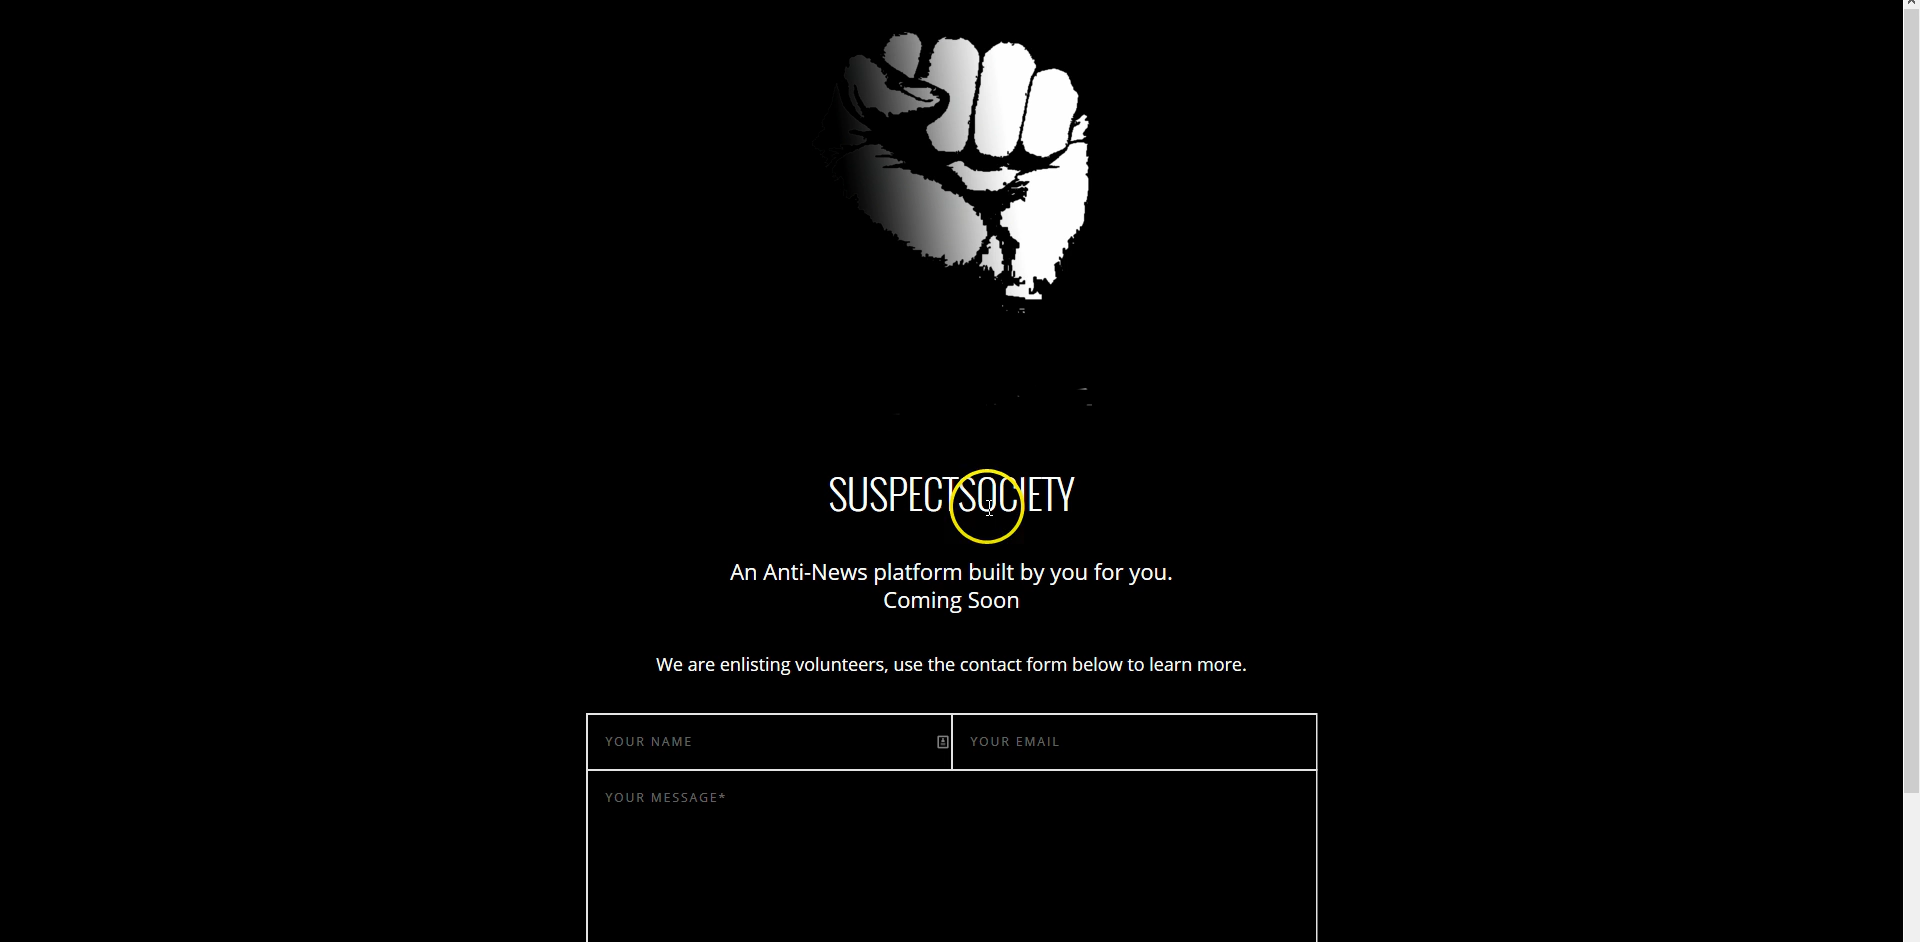 SUSPECTSOCIETY
An Anti-News platform built by you for you.
Coming Soon
We are enlisting volunteers, use the contact form below to learn more.
YOUR NAME
YOUR EMAIL
YOUR MESSAGE*